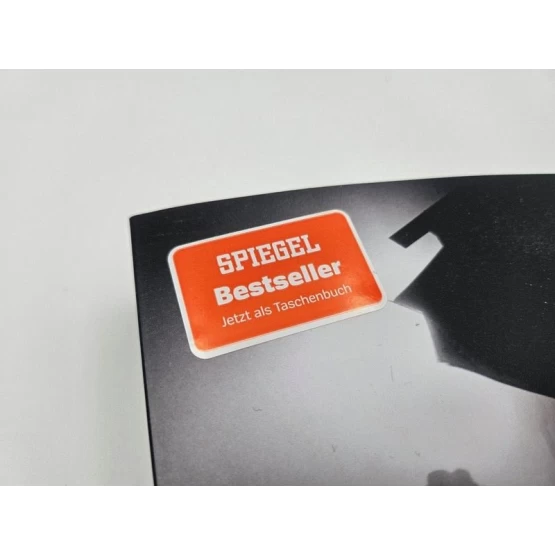 SPIEGEL
Bestseller
Jetzt als Taschenbuch